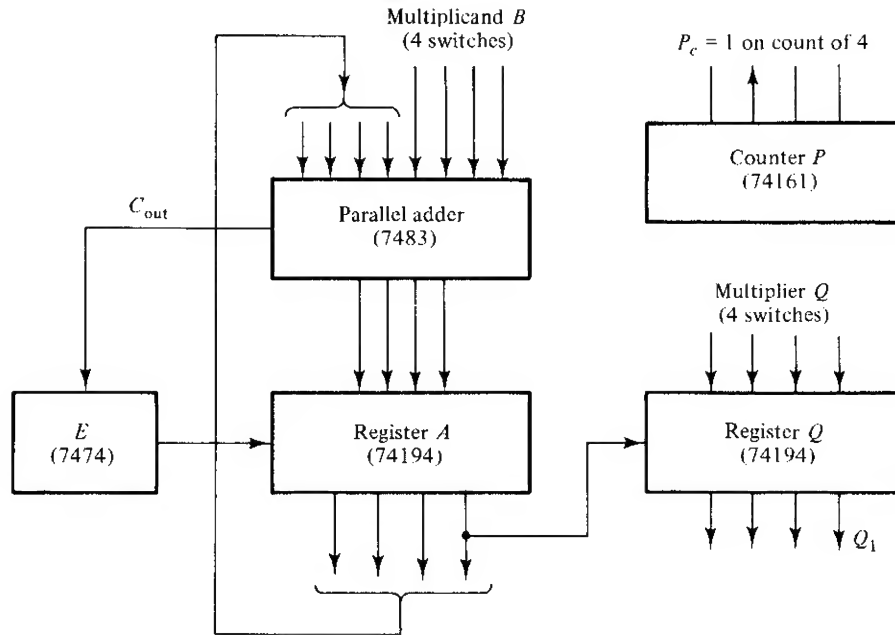 Multiplicand B
(4 switches)
P_c = 1 on count of 4
Counter P
(74161)
C_out
Parallel adder
(7483)
Multiplier Q
(4 switches)
E
(7474)
Register A
(74194)
Register Q
(74194)
Q_1